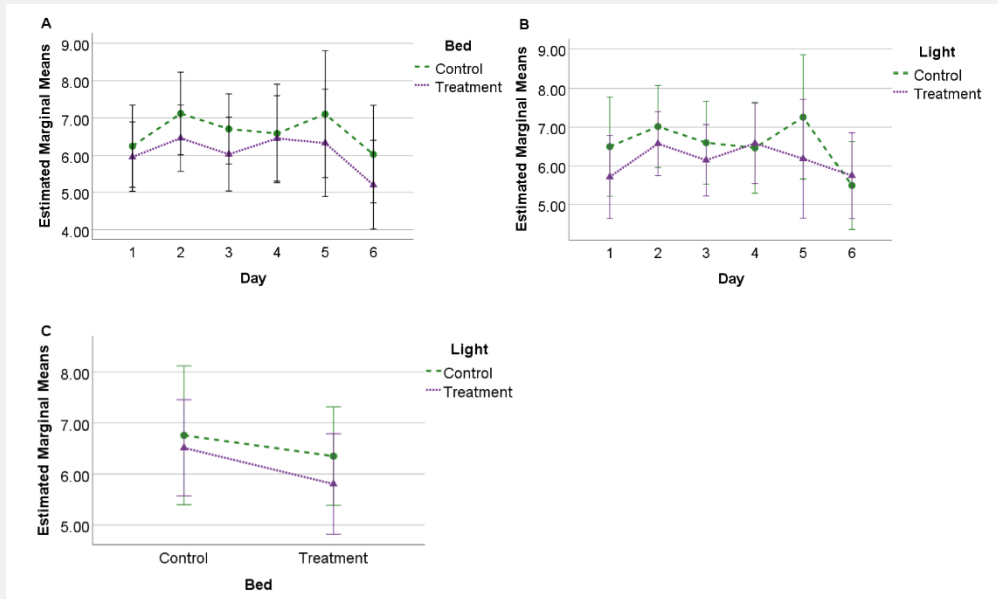 A
Estimated Marginal Means
9.00
8.00
7.00
6.00
5.00
4.00
1 2 3 4 5 6
Day
Bed
Control
Treatment
B
Estimated Marginal Means
9.00
8.00
7.00
6.00
5.00
1 2 3 4 5 6
Day
Light
Control
Treatment
C
Estimated Marginal Means
8.00
7.00
6.00
5.00
Control Treatment
Bed
Light
Control
Treatment